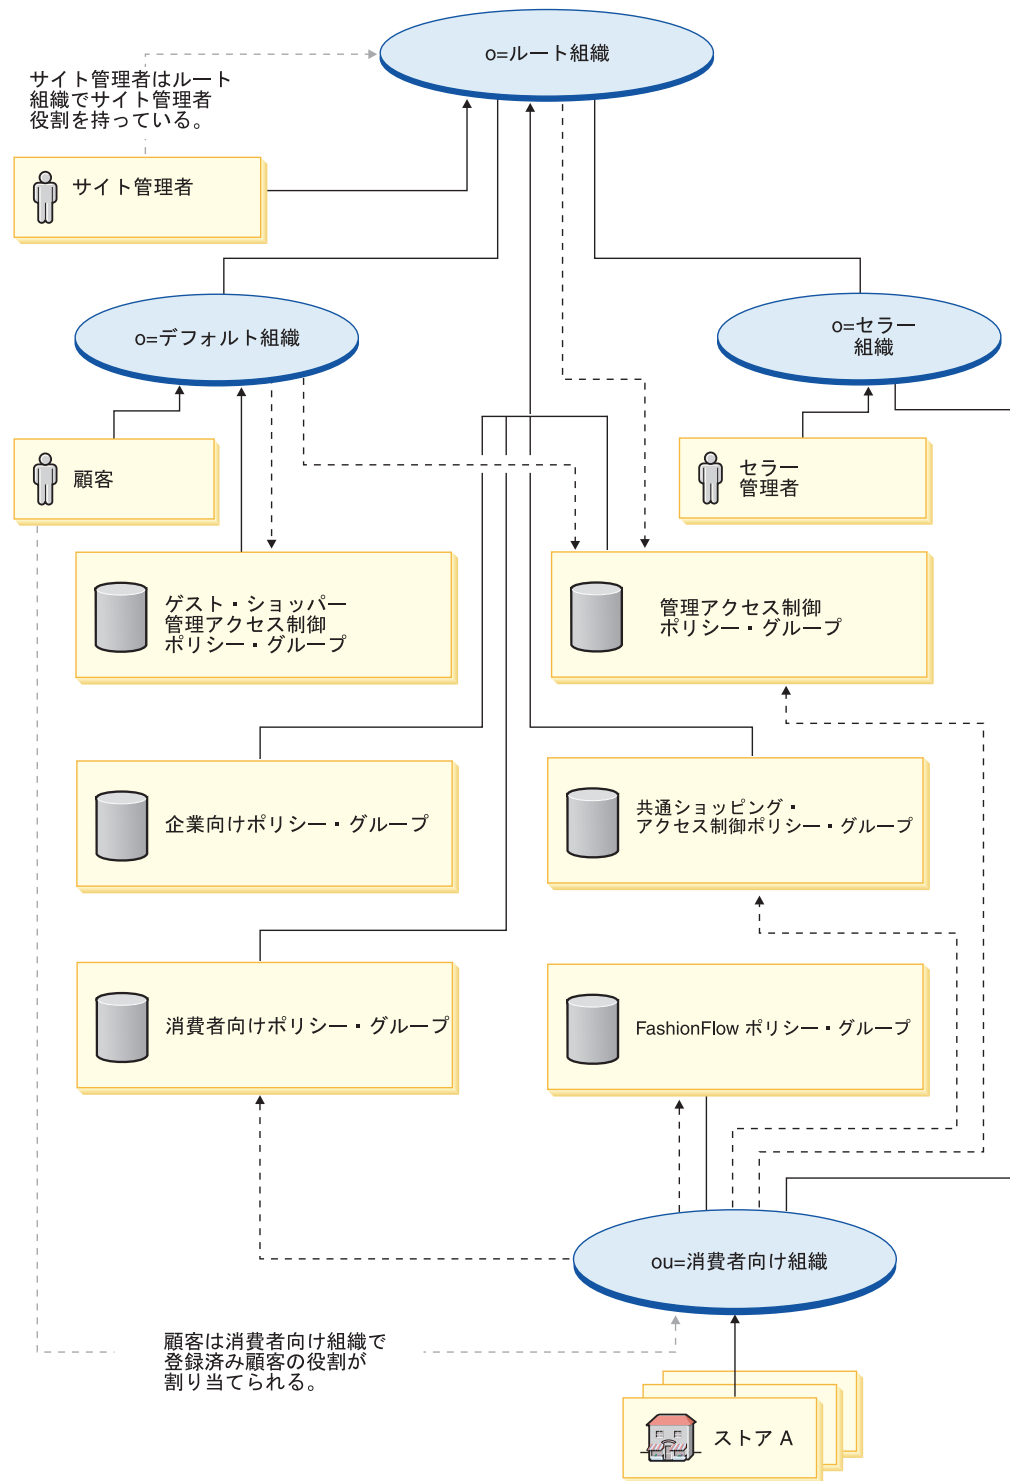 o=ルート組織
サイト管理者はルート
組織でサイト管理者
役割を持っている。
サイト管理者
o=デフォルト組織
o=セラー
組織
顧客
セラー
管理者
ゲスト・ショッパー
管理アクセス制御
ポリシー・グループ
管理アクセス制御
ポリシー・グループ
企業向けポリシー・グループ
共通ショッピング・
アクセス制御ポリシー・グループ
消費者向けポリシー・グループ
FashionFlow ポリシー・グループ
ou=消費者向け組織
顧客は消費者向け組織で
登録済み顧客の役割が
割り当てられる。
ストア A